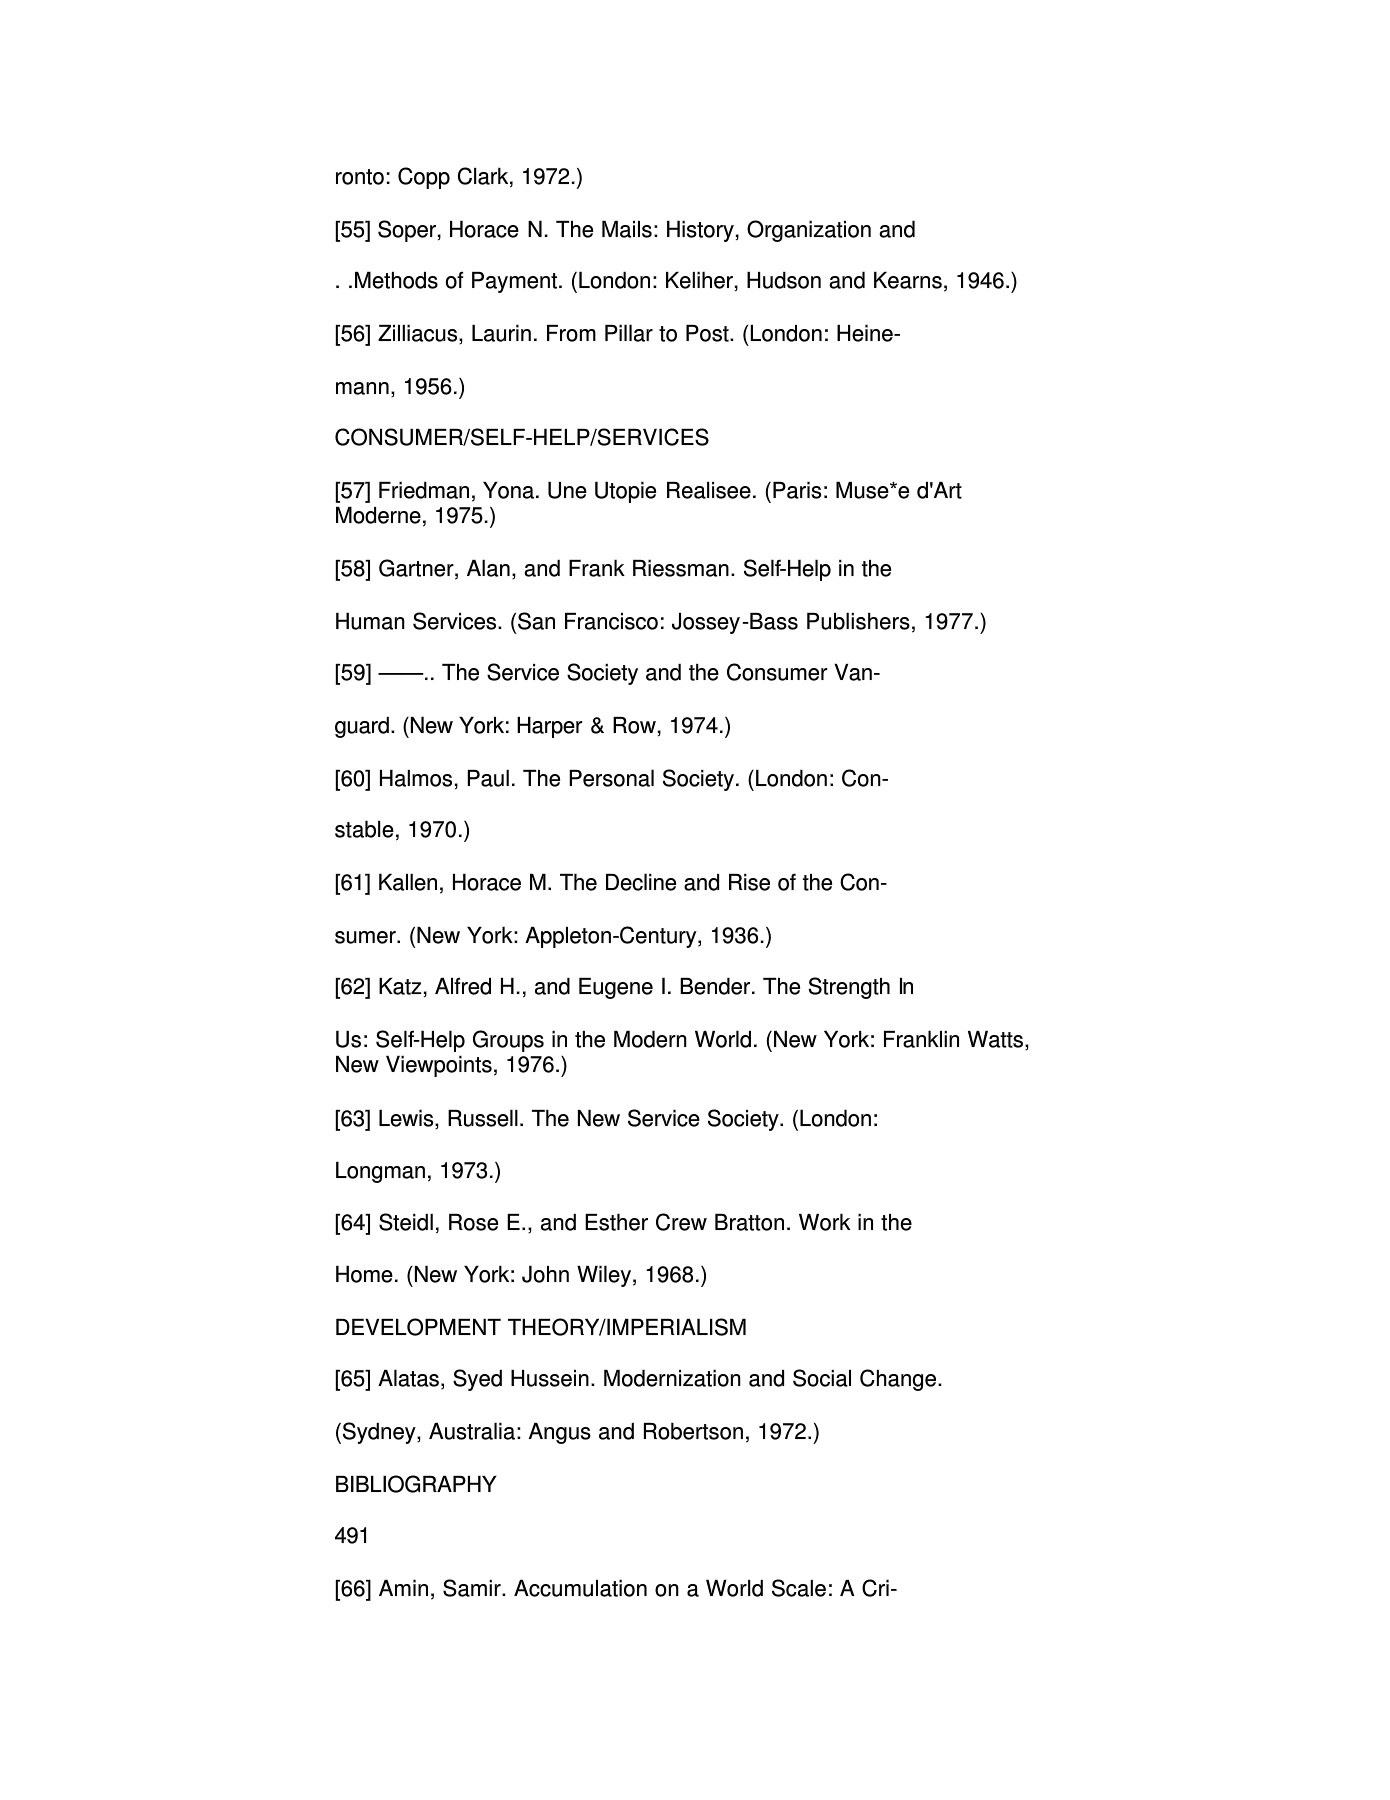 ronto: Copp Clark, 1972.)
[55] Soper, Horace N. The Mails: History, Organization and
. .Methods of Payment. (London: Keliher, Hudson and Kearns, 1946.)
[56] Zilliacus, Laurin. From Pillar to Post. (London: Heine-
mann, 1956.)
CONSUMER/SELF-HELP/SERVICES
[57] Friedman, Yona. Une Utopie Realisee. (Paris: Muse*e d'Art
Moderne, 1975.)
[58] Gartner, Alan, and Frank Riessman. Self-Help in the
Human Services. (San Francisco: Jossey-Bass Publishers, 1977.)
[59] ——.. The Service Society and the Consumer Van-
guard. (New York: Harper & Row, 1974.)
[60] Halmos, Paul. The Personal Society. (London: Con-
stable, 1970.)
[61] Kallen, Horace M. The Decline and Rise of the Con-
sumer. (New York: Appleton-Century, 1936.)
[62] Katz, Alfred H., and Eugene I. Bender. The Strength In
Us: Self-Help Groups in the Modern World. (New York: Franklin Watts,
New Viewpoints, 1976.)
[63] Lewis, Russell. The New Service Society. (London:
Longman, 1973.)
[64] Steidl, Rose E., and Esther Crew Bratton. Work in the
Home. (New York: John Wiley, 1968.)
DEVELOPMENT THEORY/IMPERIALISM
[65] Alatas, Syed Hussein. Modernization and Social Change.
(Sydney, Australia: Angus and Robertson, 1972.)
BIBLIOGRAPHY
491
[66] Amin, Samir. Accumulation on a World Scale: A Cri-